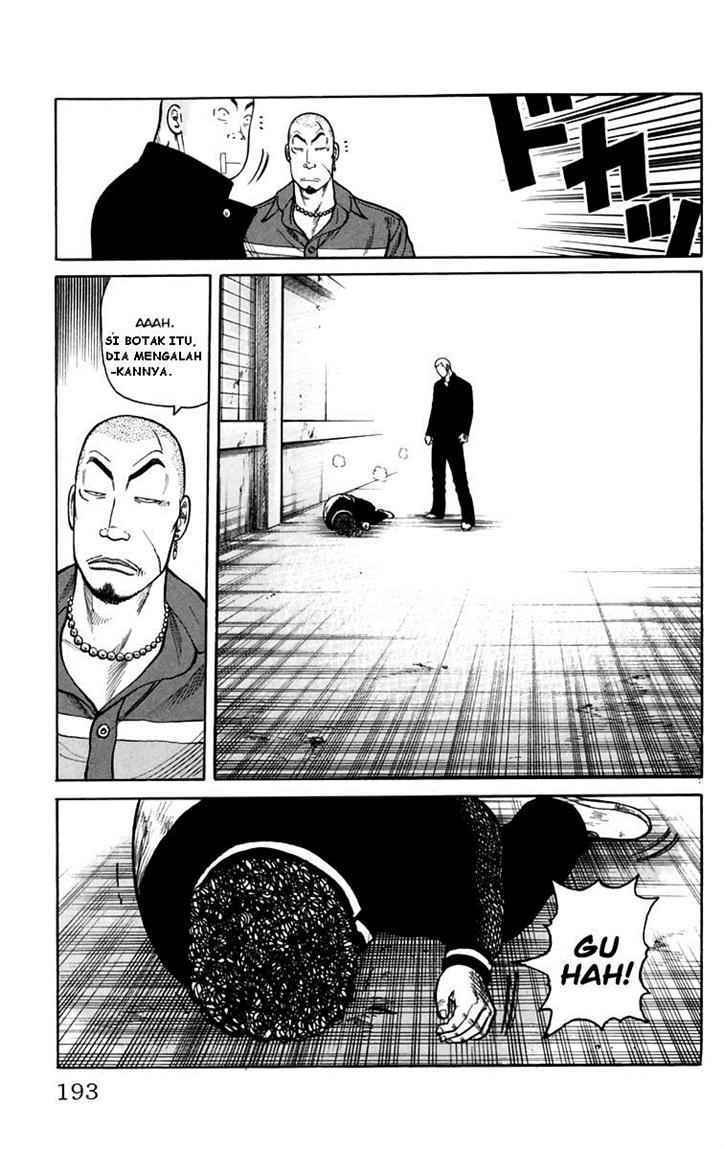 ドカッ
AAAH.
SI BOTAK ITU,
DIA MENGALAH
-KANNYA.
GU
HAH!
193